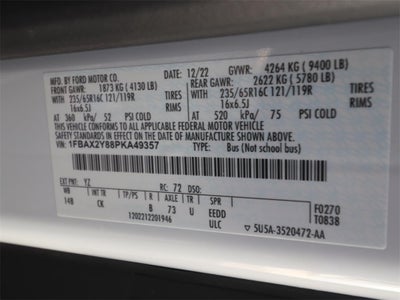 MFD. BY FORD MOTOR CO. 12/22 GVWR: 4264 KG (9400 LB)
FRONT GAWR: 1873 KG (4130 LB) REAR GAWR: 2622 KG (5780 LB)
WITH 235/65R16C 121/119R TIRES WITH 235/65R16C 121/119R TIRES
16x6.5J RIMS 16x6.5J RIMS
AT 360 kPa/ 52 PSI COLD AT 520 kPa/ 75 PSI COLD
THIS VEHICLE CONFORMS TO ALL APPLICABLE FEDERAL MOTOR VEHICLE
SAFETY STANDARDS IN EFFECT ON THE DATE OF MANUFACTURE SHOWN ABOVE.
VIN: 1FBAX2Y88PKA49357 TYPE: Bus (Not school bus)
EXT PNT: YZ RC: 72 DSO:
WB INT TR TP/PS R AXLE TR SPR F0270
148 CK B 73 U EEDD T0838
1202212201946 ULC 5U5A-3520472-AA